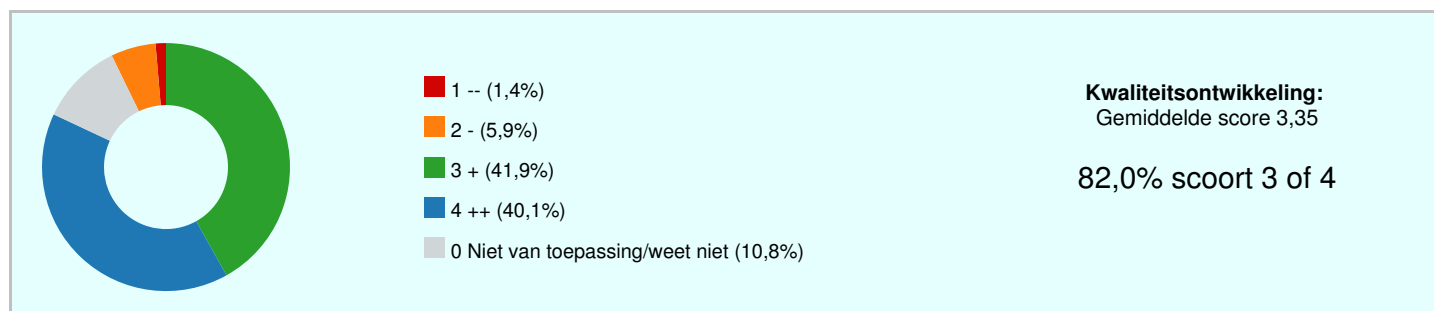 1 -- (1,4%)
2 - (5,9%)
3 + (41,9%)
4 ++ (40,1%)
0 Niet van toepassing/weet niet (10,8%)
Kwaliteitsontwikkeling:
Gemiddelde score 3,35
82,0% scoort 3 of 4